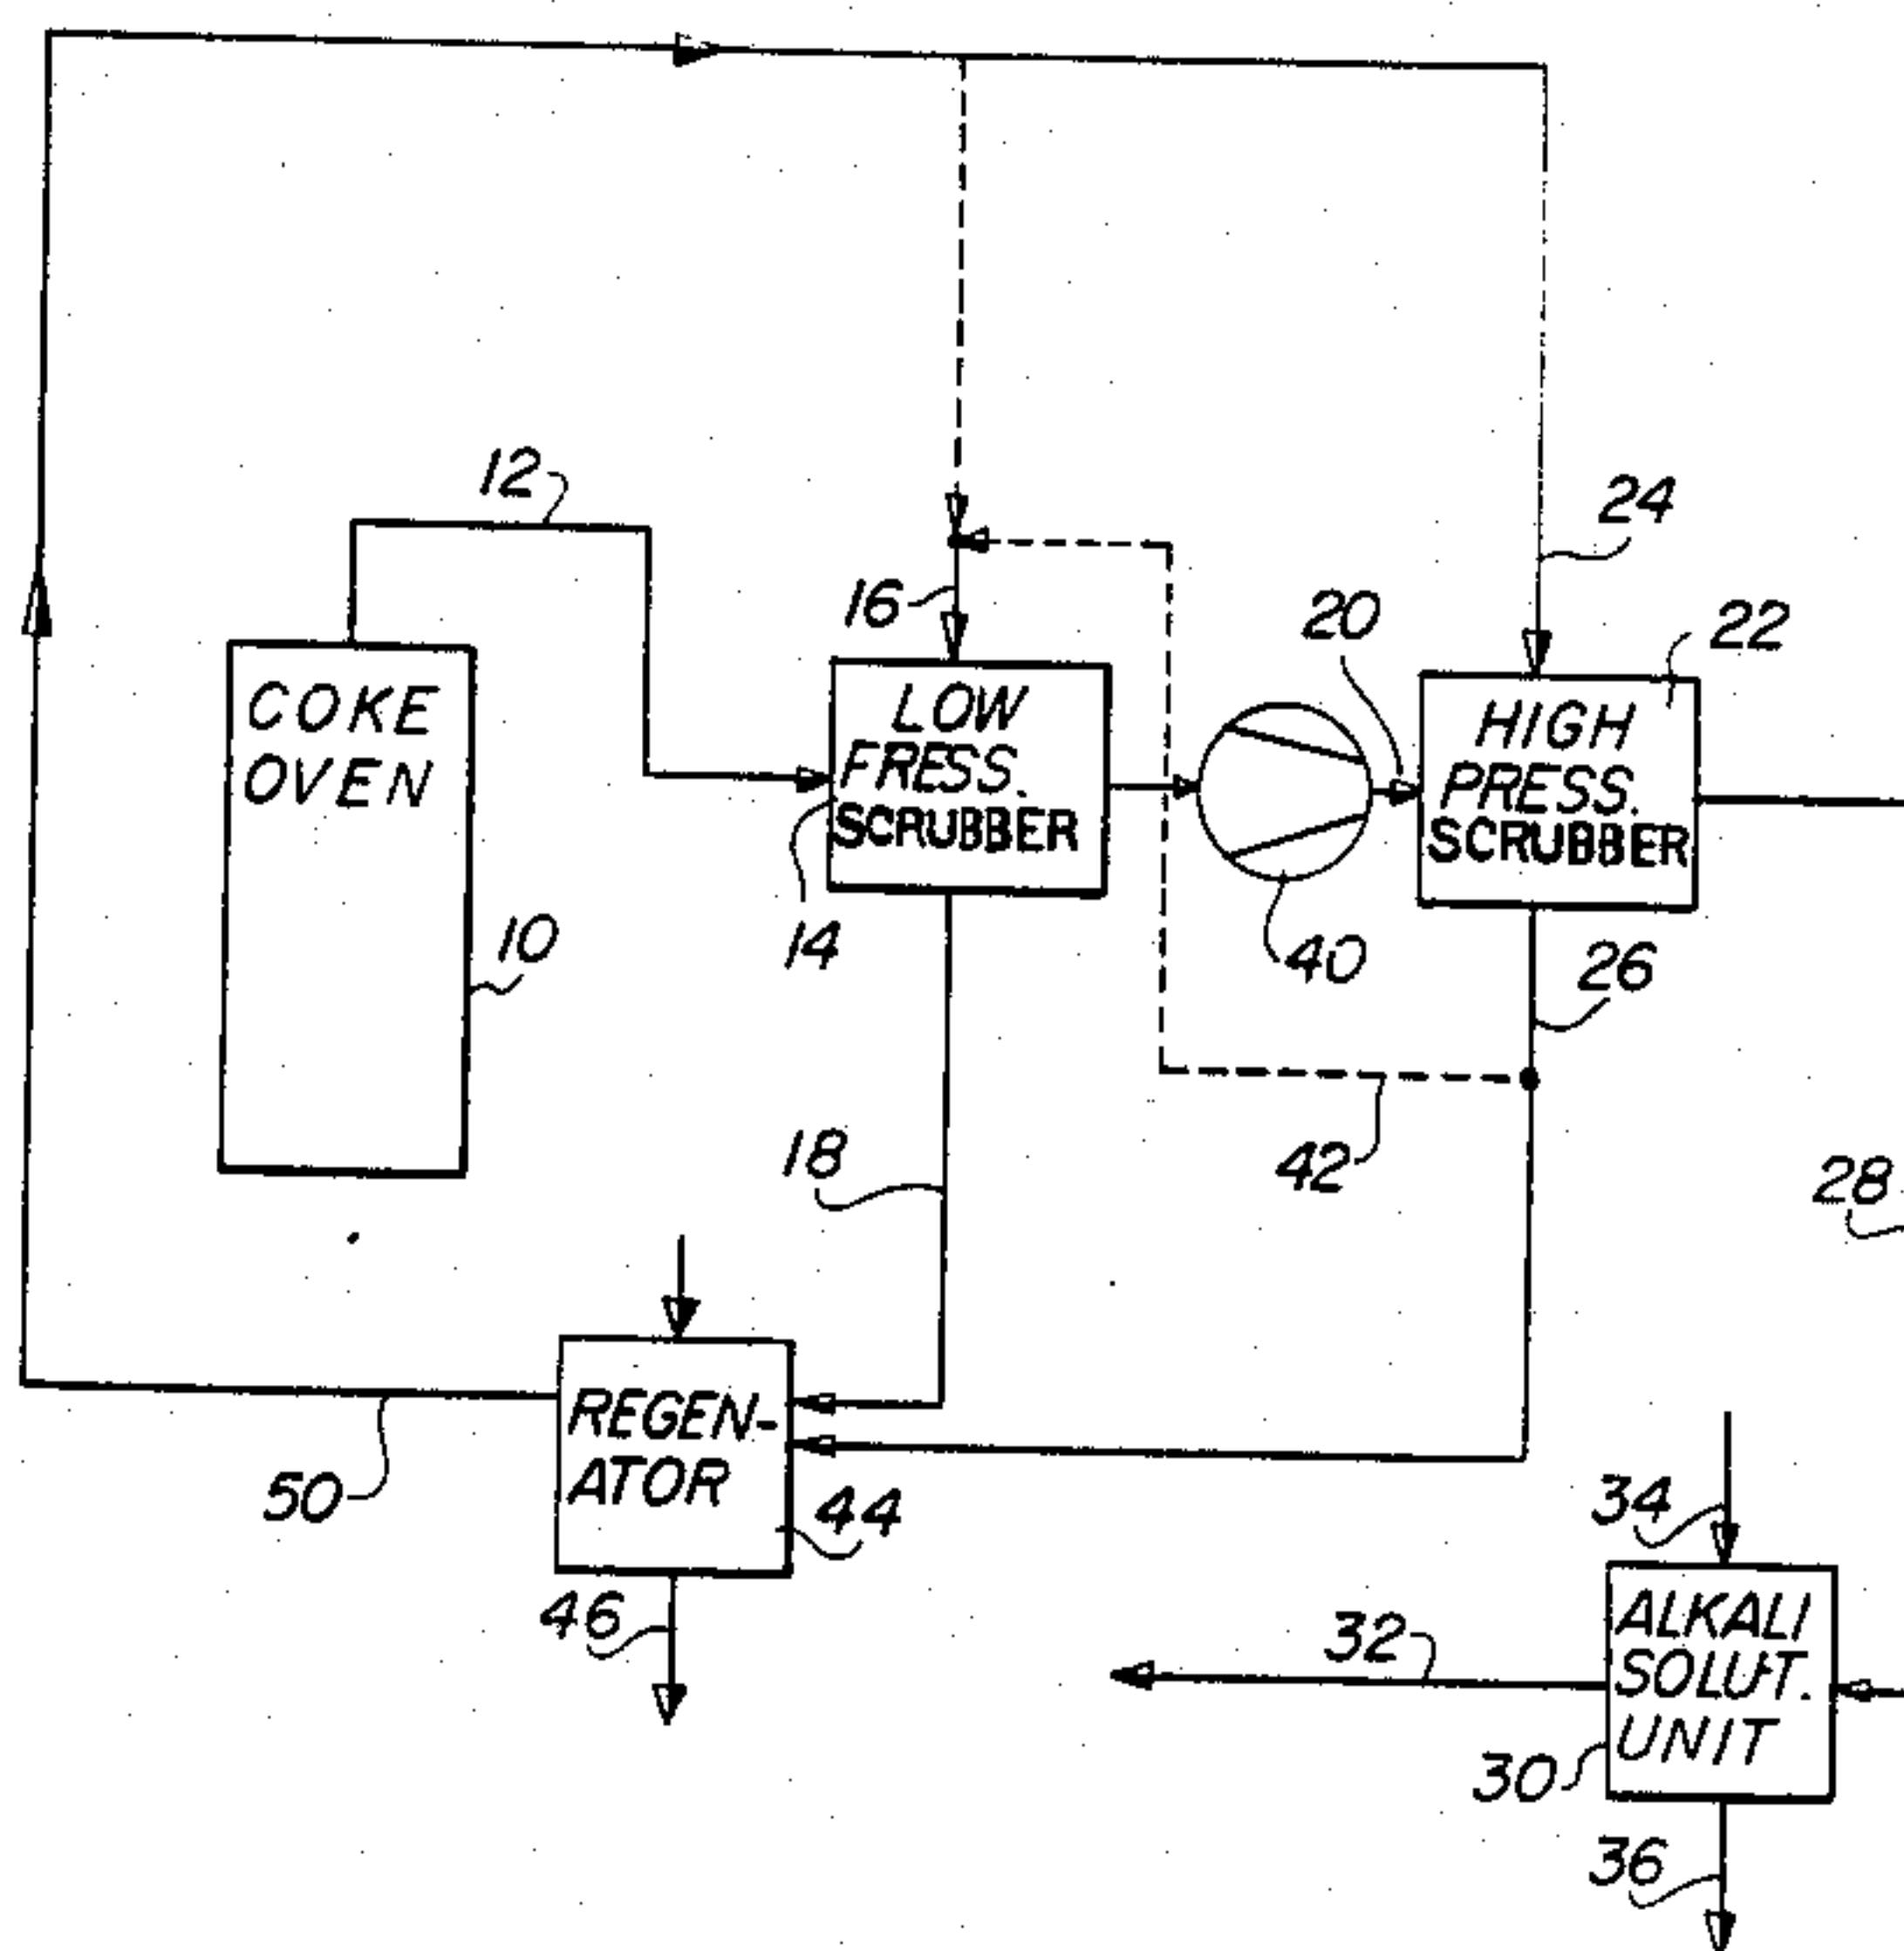 12
24
16
20
22
COKE
OVEN
LOW
FRESS.
SCRUBBER
HIGH
PRESS.
SCRUBBER
10
14
40
26
18
42
28
REGEN-
ATOR
50
44
34
46
32
ALKALI
SOLUT.
UNIT
30
36